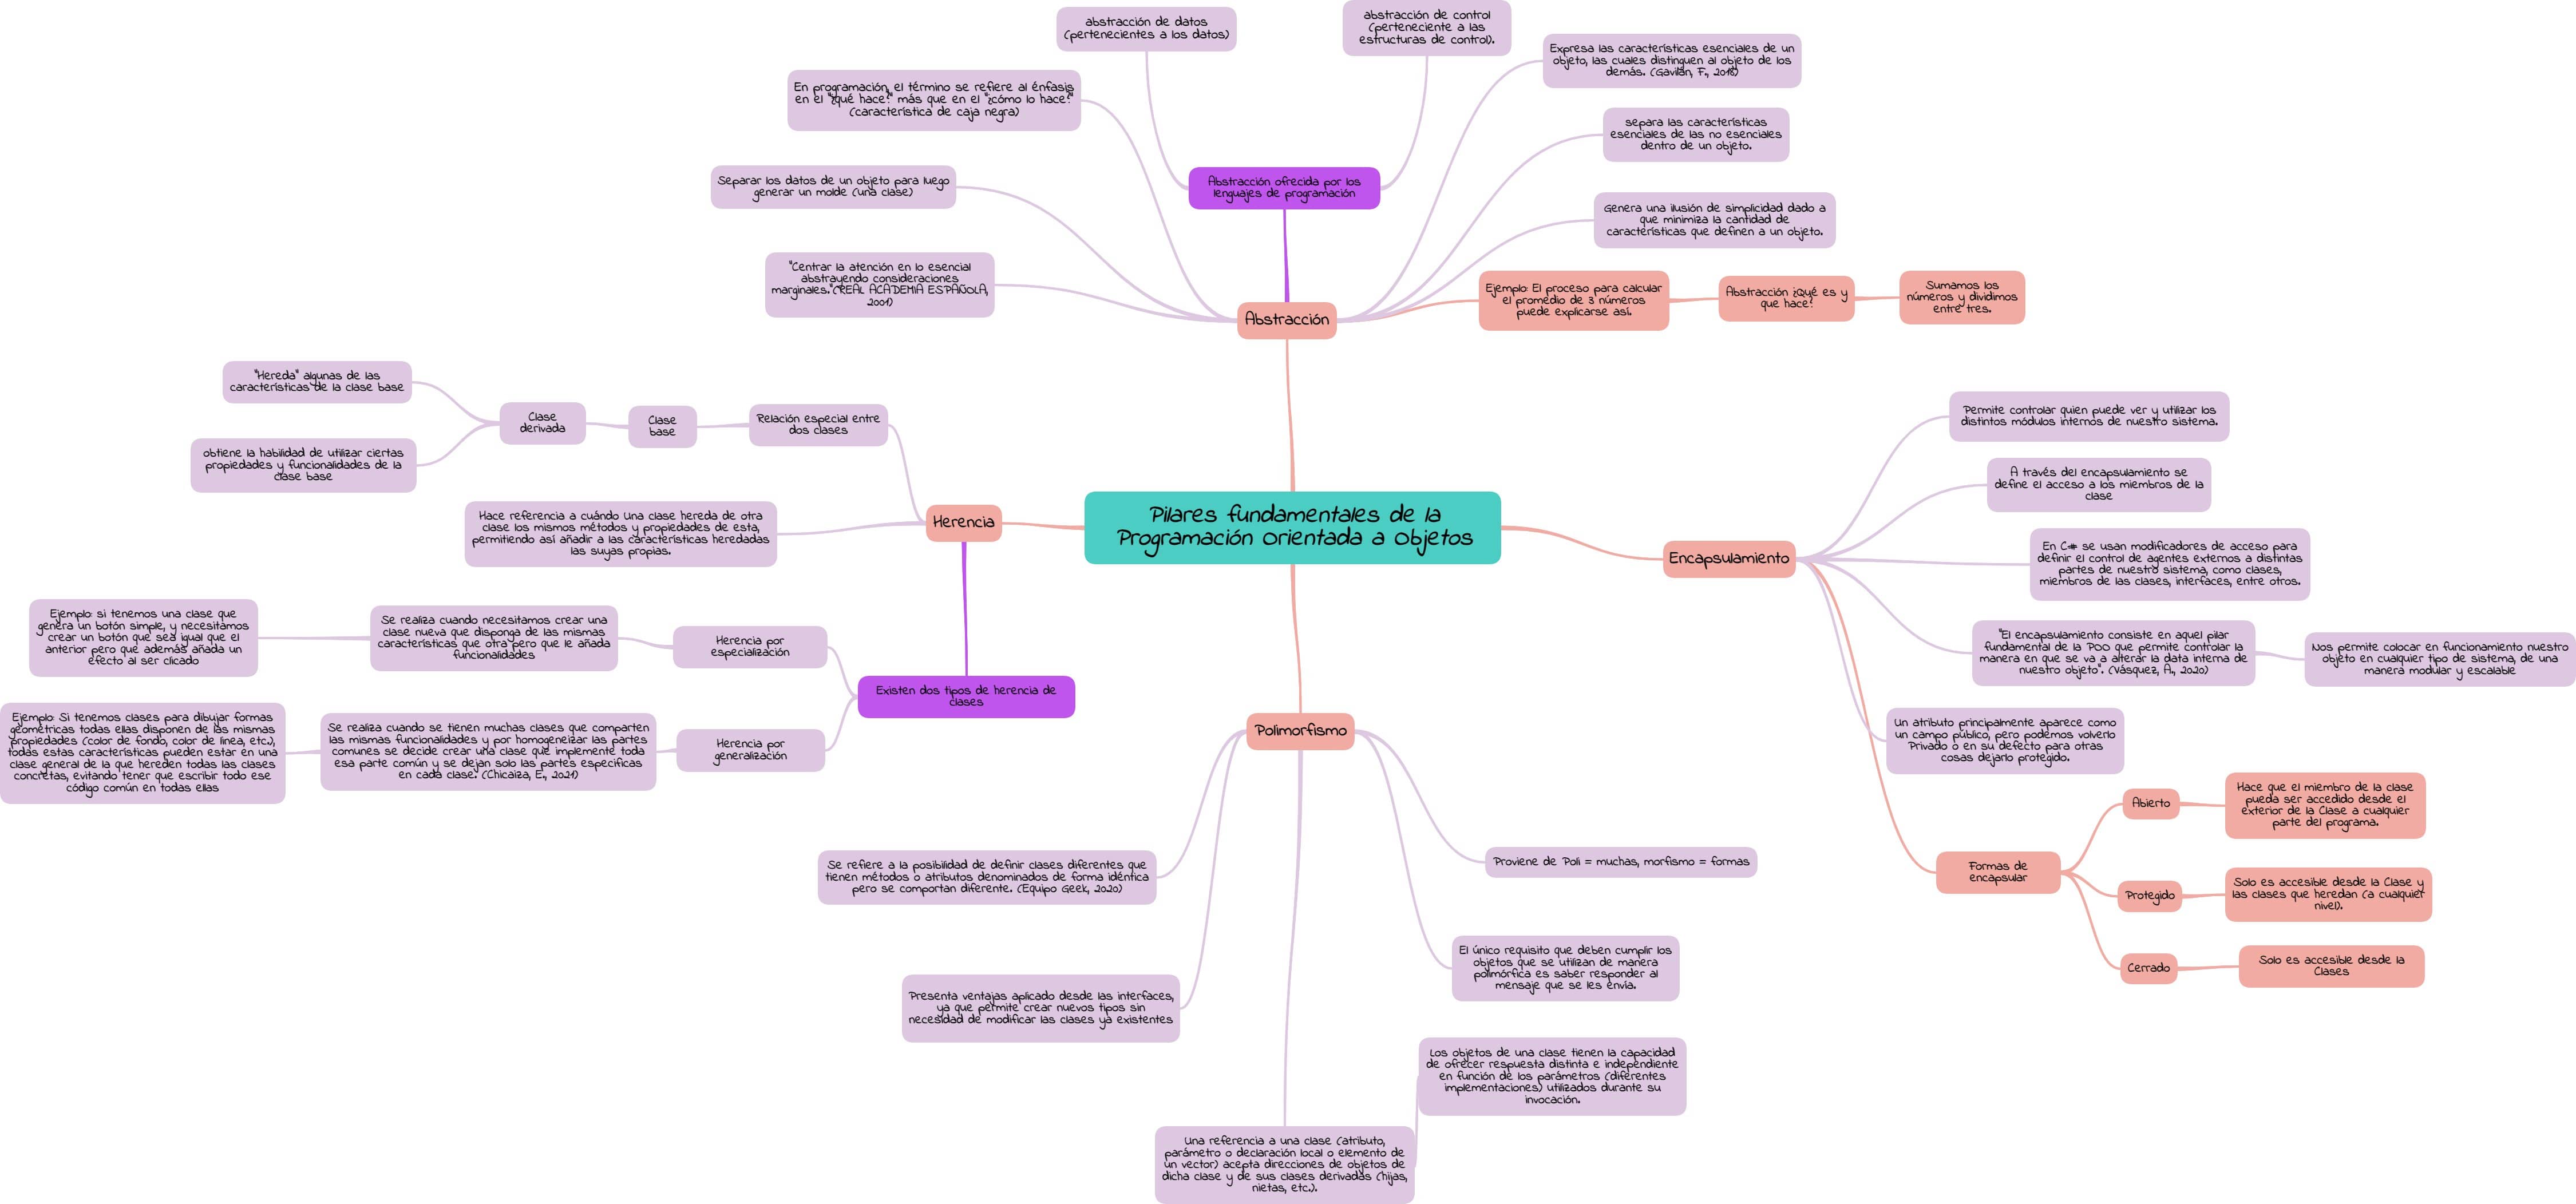 abstracción de datos
(pertenecientes a los datos)
abstracción de control
(perteneciente a las
estructuras de control).
Expresa las características esenciales de un
objeto, las cuales distinguen al objeto de los
demás. (Gavilán, F., 2018)
En programación, el término se refiere al énfasis
en el "¿qué hace?" más que en el "¿cómo lo hace?"
(característica de caja negra)
separa las características
esenciales de las no esenciales
dentro de un objeto.
Separar los datos de un objeto para luego
generar un molde (una clase)
Abstracción ofrecida por los
lenguajes de programación
Genera una ilusión de simplicidad dado a
que minimiza la cantidad de
características que definen a un objeto.
"Centrar la atención en lo esencial
abstrayendo consideraciones
marginales."(REAL ACADEMIA ESPAÑOLA,
2001)
Abstracción
Ejemplo: El proceso para calcular
el promedio de 3 números
puede explicarse así.
Abstracción ¿Qué es y
que hace?
Sumamos los
números y dividimos
entre tres.
"Hereda" algunas de las
características de la clase base
obtiene la habilidad de utilizar ciertas
propiedades y funcionalidades de la
clase base
Clase
derivada
Clase
base
Relación especial entre
dos clases
Hace referencia a cuándo Una clase hereda de otra
clase los mismos métodos y propiedades de esta,
permitiendo así añadir a las características heredadas
las suyas propias.
Herencia
Pilares fundamentales de la
Programación Orientada a Objetos
Encapsulamiento
Permite controlar quien puede ver y utilizar los
distintos módulos internos de nuestro sistema.
A través del encapsulamiento se
define el acceso a los miembros de la
clase
En C# se usan modificadores de acceso para
definir el control de agentes externos a distintas
partes de nuestro sistema, como clases,
miembros de las clases, interfaces, entre otros.
"El encapsulamiento consiste en aquel pilar
fundamental de la POO que permite controlar la
manera en que se va a alterar la data interna de
nuestro objeto". (Vásquez, A., 2020)
Nos permite colocar en funcionamiento nuestro
objeto en cualquier tipo de sistema, de una
manera modular y escalable
Un atributo principalmente aparece como
un campo público, pero podemos volverlo
Privado o en su defecto para otras
cosas dejarlo protegido.
Formas de
encapsular
Abierto
Hace que el miembro de la clase
pueda ser accedido desde el
exterior de la Clase a cualquier
parte del programa.
Protegido
Solo es accesible desde la Clase y
las clases que heredan (a cualquier
nivel).
Cerrado
Solo es accesible desde la
Clases
Ejemplo: si tenemos una clase que
genera un botón simple, y necesitamos
crear un botón que sea igual que el
anterior pero que además añada un
efecto al ser clicado
Se realiza cuando necesitamos crear una
clase nueva que disponga de las mismas
características que otra pero que le añada
funcionalidades
Herencia por
especialización
Existen dos tipos de herencia de
clases
Ejemplo: Si tenemos clases para dibujar formas
geométricas todas ellas disponen de las mismas
propiedades (color de fondo, color de línea, etc.),
todas estas características pueden estar en una
clase general de la que hereden todas las clases
concretas, evitando tener que escribir todo ese
código común en todas ellas
Se realiza cuando se tienen muchas clases que comparten
las mismas funcionalidades y por homogeneizar las partes
comunes se decide crear una clase que implemente toda
esa parte común y se dejan solo las partes especificas
en cada clase. (Chicaiza, E., 2021)
Herencia por
generalización
Polimorfismo
Se refiere a la posibilidad de definir clases diferentes que
tienen métodos o atributos denominados de forma idéntica
pero se comportan diferente. (Equipo Geek, 2020)
Proviene de Poli = muchas, morfismo = formas
Presenta ventajas aplicado desde las interfaces,
ya que permite crear nuevos tipos sin
necesidad de modificar las clases ya existentes
El único requisito que deben cumplir los
objetos que se utilizan de manera
polimórfica es saber responder al
mensaje que se les envía.
Los objetos de una clase tienen la capacidad
de ofrecer respuesta distinta e independiente
en función de los parámetros (diferentes
implementaciones) utilizados durante su
invocación.
Una referencia a una clase (atributo,
parámetro o declaración local o elemento de
un vector) acepta direcciones de objetos de
dicha clase y de sus clases derivadas (hijas,
nietas, etc.).